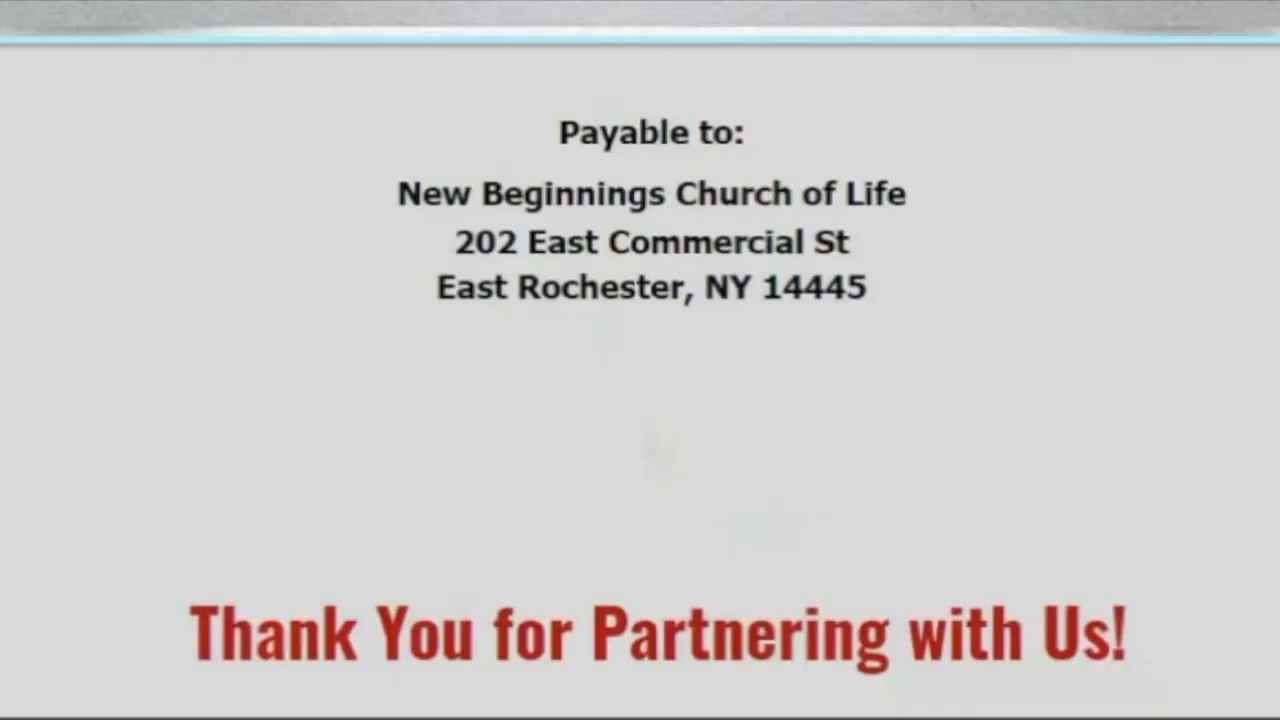 Payable to:
New Beginnings Church of Life
202 East Commercial St
East Rochester, NY 14445
Thank You for Partnering with Us!